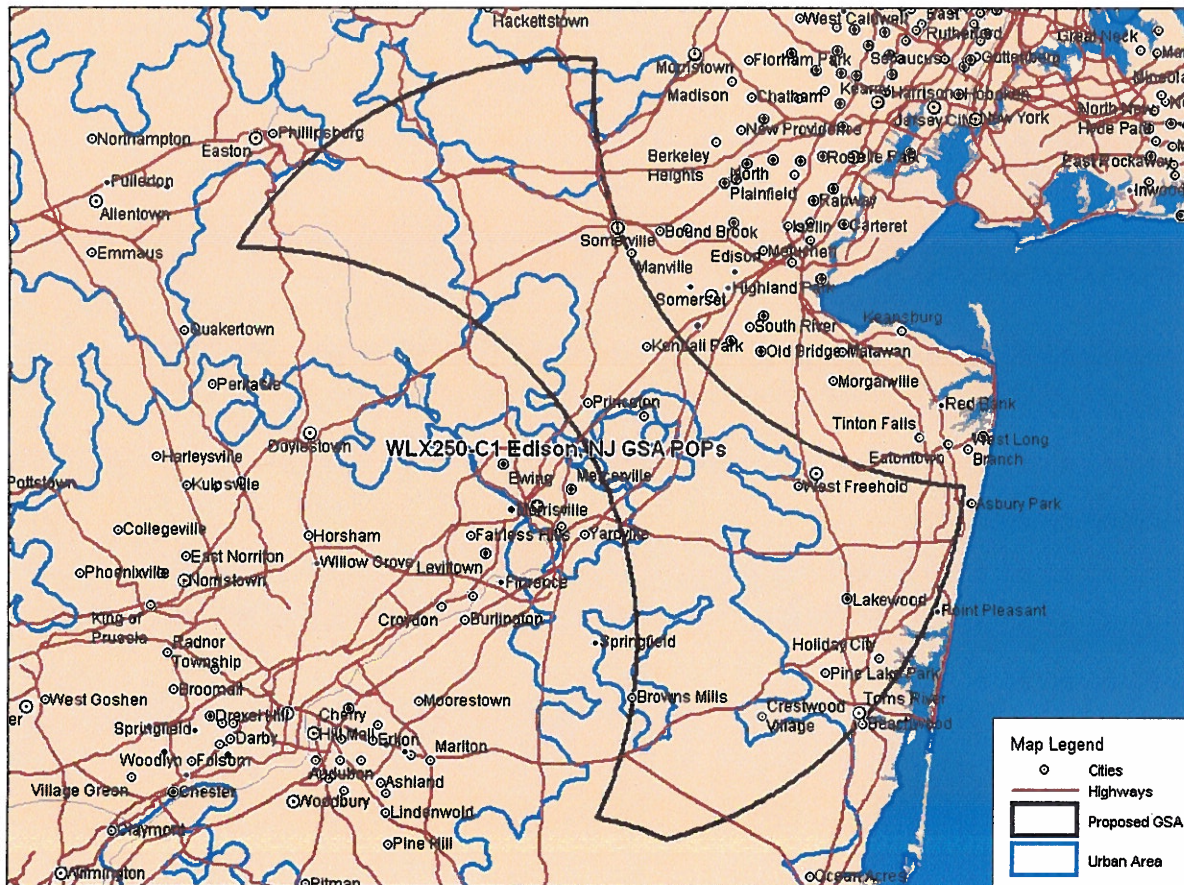 Hackettstown
West Caldwell
East
Rutherford
Great Neck
Morristown
Florham Park
Secaucus
Guttenberg
Mineola
Madison
Chatham
Kearny
Harrison
Hoboken
North New
Northampton
Phillipsburg
New Providence
Jersey City
New York
Hyde Park
Easton
Berkeley
Heights
Roselle Park
East Rockaway
Fullerton
North
Plainfield
Inwood
Allentown
Rahway
Somerville
Bound Brook
Iselin
Carteret
Emmaus
Manville
Edison
Metuchen
Somerset
Highland Park
Quakertown
South River
Keansburg
Kendall Park
Old Bridge
Matawan
Perkasie
Morganville
Princeton
Red Bank
Doylestown
Tinton Falls
WLX250-C1 Edison, NJ GSA POPs
West Long
Branch
Harleysville
Eatontown
Pottstown
Kulpsville
Ewing
Mercerville
West Freehold
Asbury Park
Morrisville
Collegeville
Horsham
Fairless Hills
Yardville
East Norriton
Willow Grove
Levittown
Phoenixville
Norristown
Florence
King of
Prussia
Croydon
Burlington
Lakewood
Point Pleasant
Radnor
Township
Springfield
Holiday City
Pine Lake Park
West Goshen
Broomall
Moorestown
Browns Mills
Crestwood
Village
Toms River
Beachwood
Springfield
Drexel Hill
Cherry
Hill Mall
Darby
Erlton
Marlton
Woodlyn
Folsom
Audubon
Ashland
Village Green
Chester
Woodbury
Lindenwold
Claymont
Pine Hill
Wilmington
Pitman
Ocean Acres
Map Legend
Cities
Highways
Proposed GSA
Urban Area